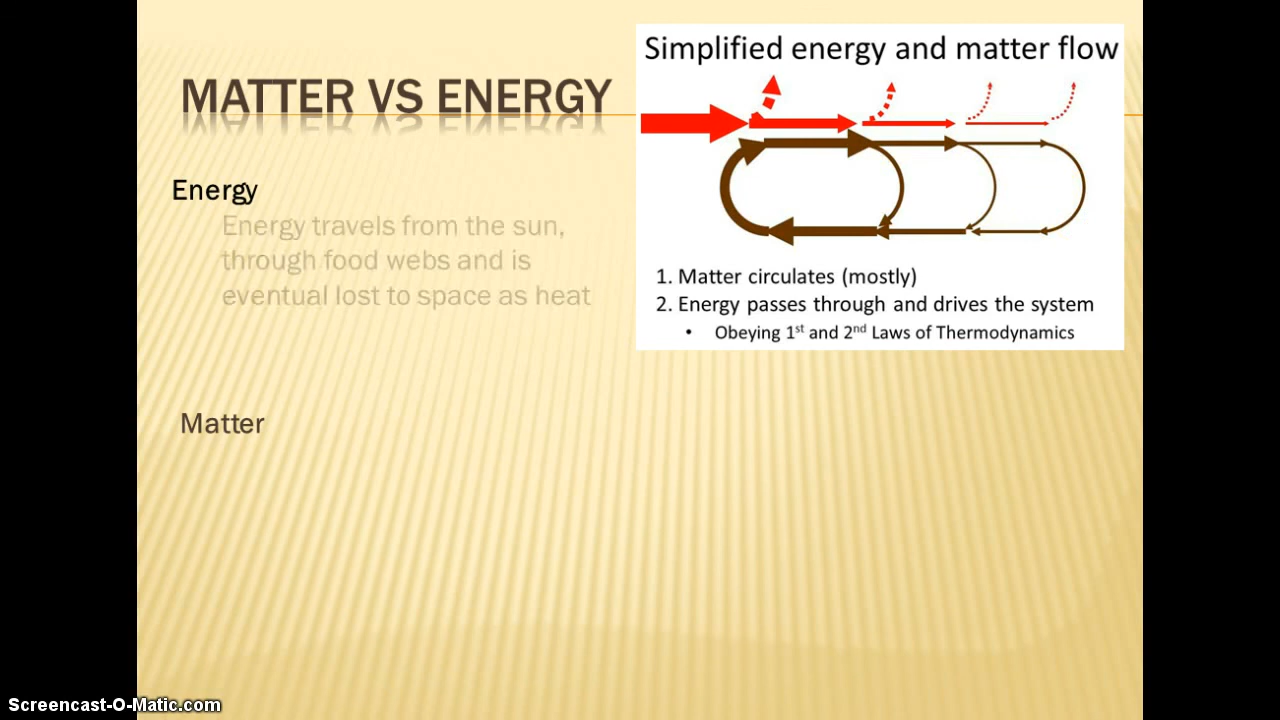 MATTER VS ENERGY
Energy
Energy travels from the sun,
through food webs and is
eventual lost to space as heat
Matter
Simplified energy and matter flow
1. Matter circulates (mostly)
2. Energy passes through and drives the system
• Obeying 1st and 2nd Laws of Thermodynamics
Screencast-O-Matic.com